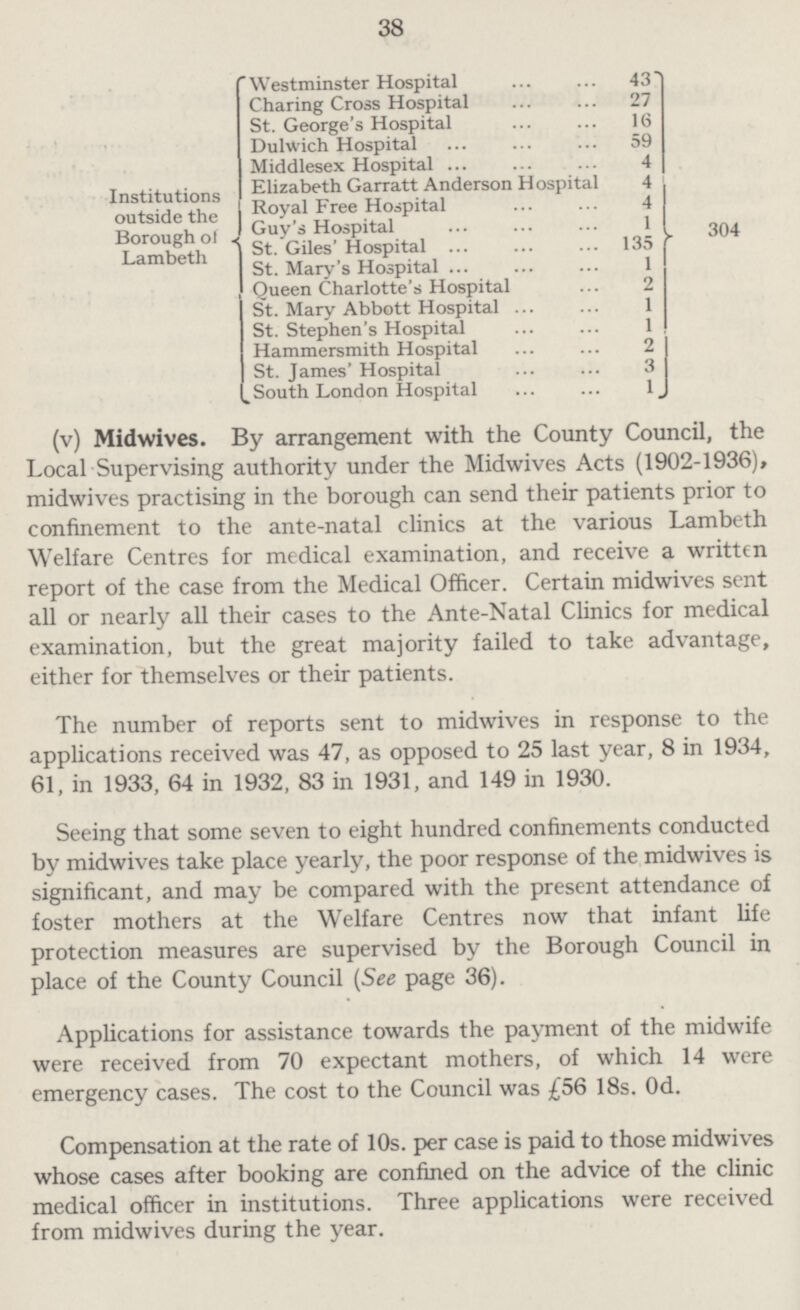 38
Westminster Hospital ... ... 43
Charing Cross Hospital ... ... 27
St. George's Hospital ... ... 16
Dulwich Hospital ... ... ... 59
Middlesex Hospital ... ... ... 4
Elizabeth Garratt Anderson Hospital 4
Institutions outside the Borough of Lambeth
Royal Free Hospital ... ... 4
Guy's Hospital ... ... ... 1
304
St. Giles' Hospital ... ... ... 135
St. Mary's Hospital ... ... ... 1
Queen Charlotte's Hospital ... 2
St. Mary Abbott Hospital ... ... 1
St. Stephen's Hospital ... ... 1
Hammersmith Hospital ... ... 2
St. James' Hospital ... ... 3
South London Hospital ... ... 1
(v) Midwives. By arrangement with the County Council, the
Local Supervising authority under the Midwives Acts (1902-1936),
midwives practising in the borough can send their patients prior to
confinement to the ante-natal clinics at the various Lambeth
Welfare Centres for medical examination, and receive a written
report of the case from the Medical Officer. Certain midwives sent
all or nearly all their cases to the Ante-Natal Clinics for medical
examination, but the great majority failed to take advantage,
either for themselves or their patients.
The number of reports sent to midwives in response to the
applications received was 47, as opposed to 25 last year, 8 in 1934,
61, in 1933, 64 in 1932, 83 in 1931, and 149 in 1930.
Seeing that some seven to eight hundred confinements conducted
by midwives take place yearly, the poor response of the midwives is
significant, and may be compared with the present attendance of
foster mothers at the Welfare Centres now that infant life
protection measures are supervised by the Borough Council in
place of the County Council (See page 36).
Applications for assistance towards the payment of the midwife
were received from 70 expectant mothers, of which 14 were
emergency cases. The cost to the Council was £56 18s. 0d.
Compensation at the rate of 10s. per case is paid to those midwives
whose cases after booking are confined on the advice of the clinic
medical officer in institutions. Three applications were received
from midwives during the year.